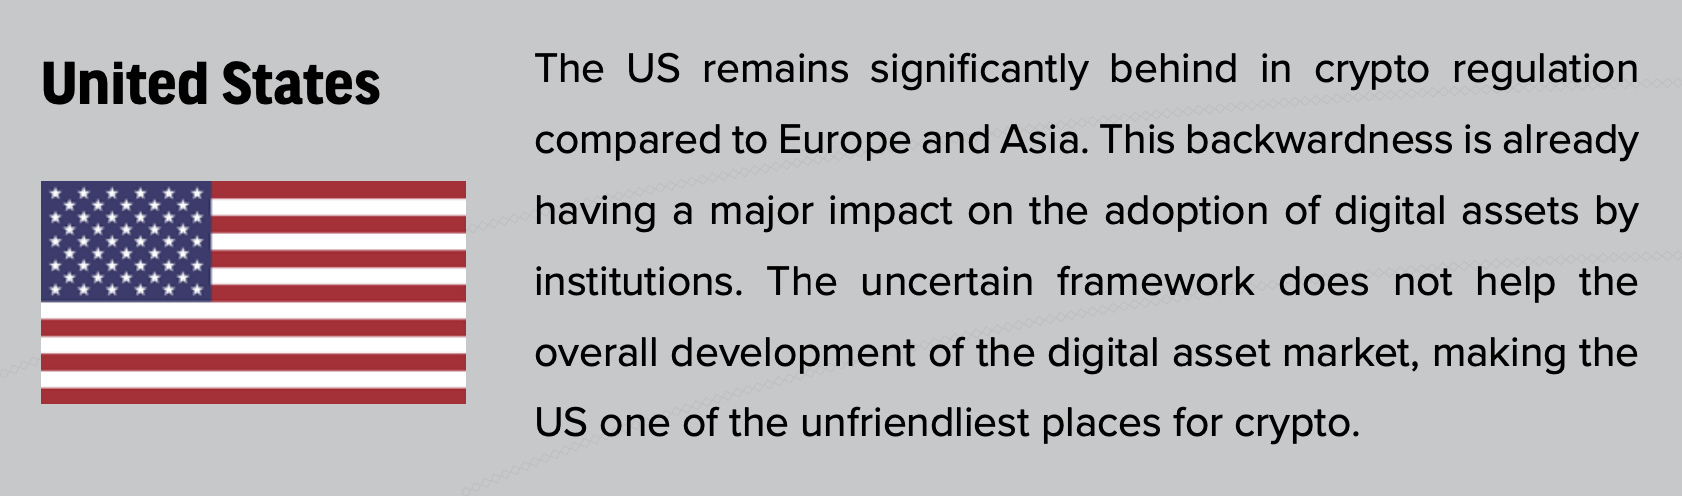 United States
The US remains significantly behind in crypto regulation
compared to Europe and Asia. This backwardness is already
having a major impact on the adoption of digital assets by
institutions. The uncertain framework does not help the
overall development of the digital asset market, making the
US one of the unfriendliest places for crypto.